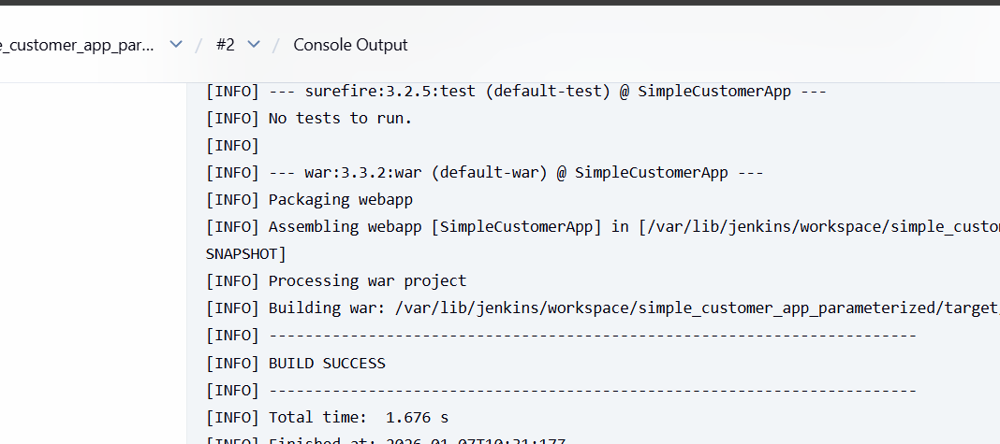 e_customer_app_par... / #2 / Console Output
[INFO] --- surefire:3.2.5:test (default-test) @ SimpleCustomerApp ---
[INFO] No tests to run.
[INFO]
[INFO] --- war:3.3.2:war (default-war) @ SimpleCustomerApp ---
[INFO] Packaging webapp
[INFO] Assembling webapp [SimpleCustomerApp] in [/var/lib/jenkins/workspace/simple_custo
SNAPSHOT]
[INFO] Processing war project
[INFO] Building war: /var/lib/jenkins/workspace/simple_customer_app_parameterized/target
[INFO] ------------------------------------------------------------------------
[INFO] BUILD SUCCESS
[INFO] ------------------------------------------------------------------------
[INFO] Total time:  1.676 s
[INFO] Finished at: 2026-01-07T10:31:17Z